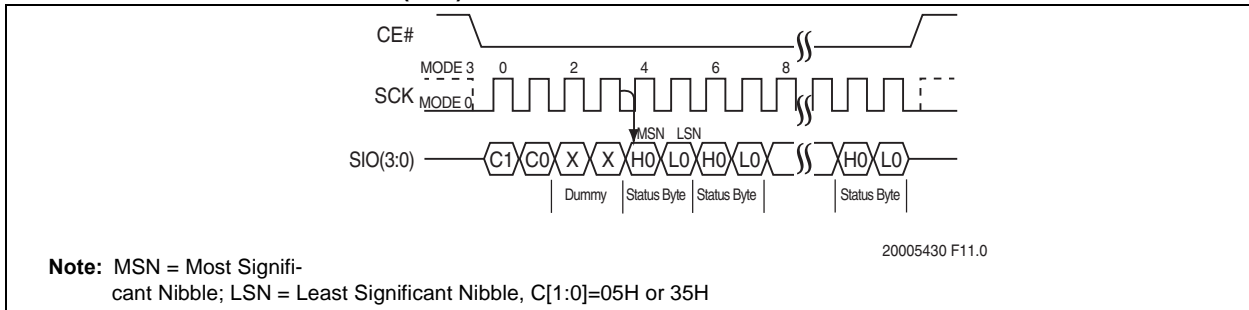 CE#
MODE 3 0 2 4 6 8
SCK MODE 0
MSN LSN
SIO(3:0) C1 C0 X X H0 L0 H0 L0 H0 L0
Dummy Status Byte Status Byte Status Byte
20005430 F11.0
Note: MSN = Most Signifi-
cant Nibble; LSN = Least Significant Nibble, C[1:0]=05H or 35H